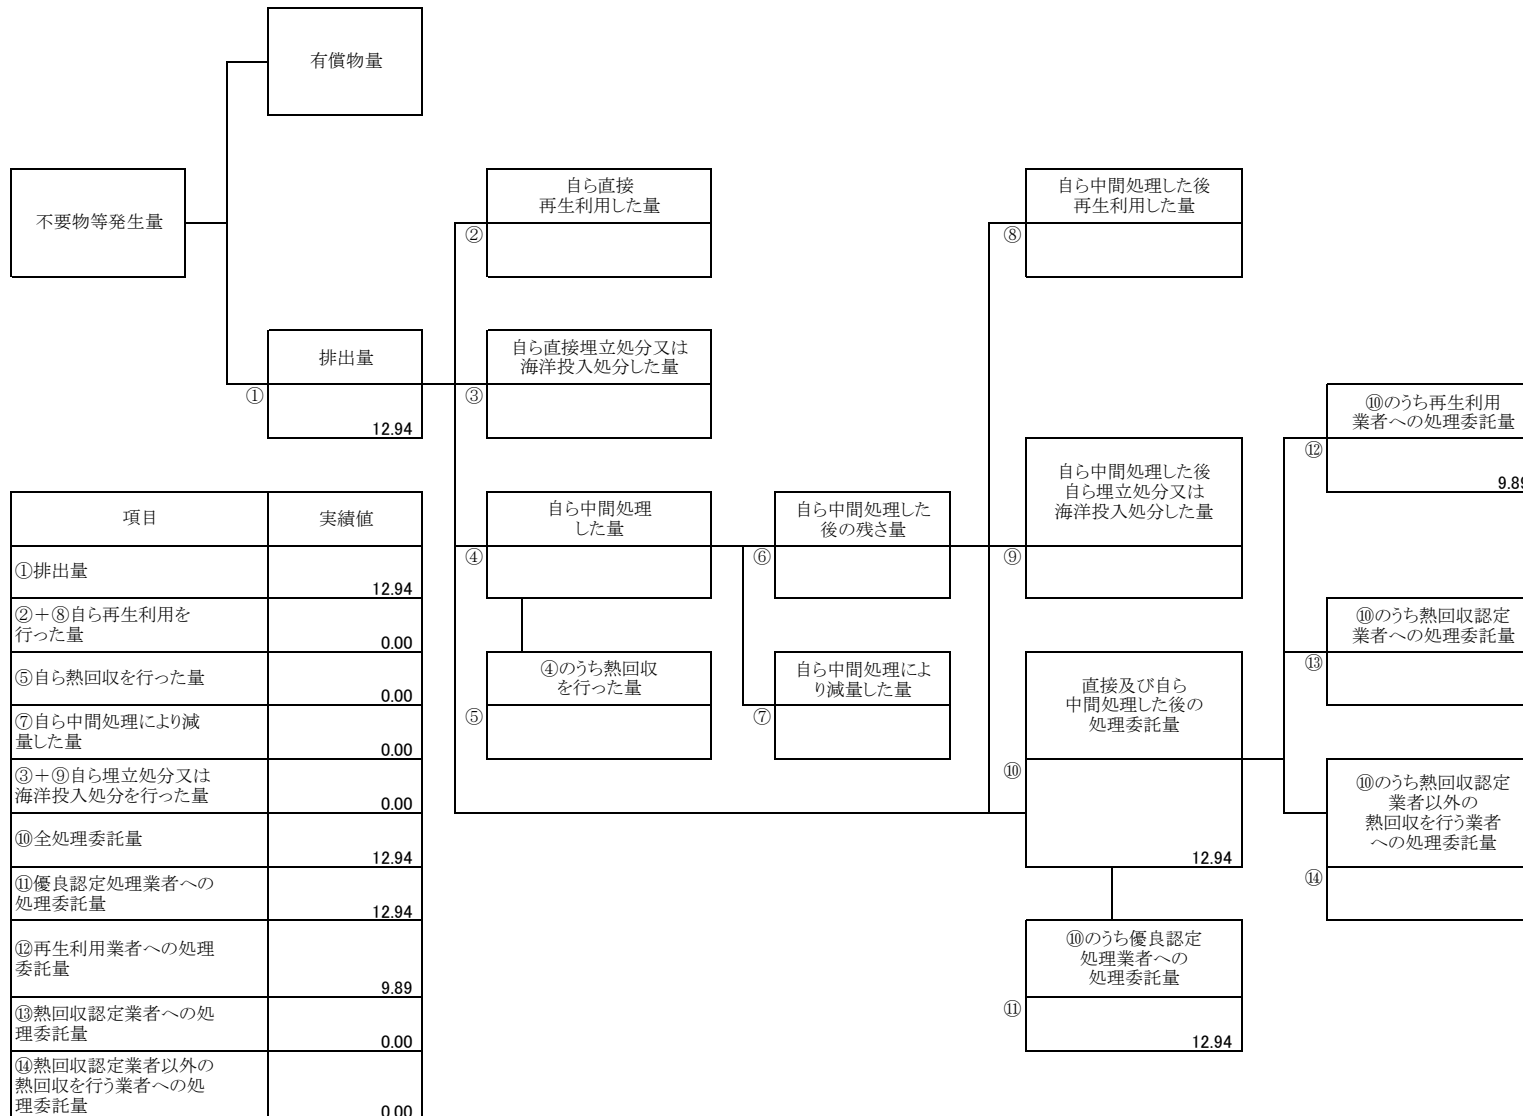 有償物量
不要物等発生量
自ら直接
再生利用した量
②
自ら中間処理した後
再生利用した量
⑧
排出量
①
12.94
自ら直接埋立処分又は
海洋投入処分した量
③
⑩のうち再生利用
業者への処理委託量
⑫
9.89
自ら中間処理
した量
④
自ら中間処理した
後の残さ量
⑥
自ら中間処理した後
自ら埋立処分又は
海洋投入処分した量
⑨
⑩のうち熱回収認定
業者への処理委託量
⑬
④のうち熱回収
を行った量
⑤
自ら中間処理によ
り減量した量
⑦
直接及び自ら
中間処理した後の
処理委託量
⑩
12.94
⑩のうち熱回収認定
業者以外の
熱回収を行う業者
への処理委託量
⑭
⑩のうち優良認定
処理業者への
処理委託量
⑪
12.94
項目 実績値
①排出量
12.94
②+⑧自ら再生利用を
行った量
0.00
⑤自ら熱回収を行った量
0.00
⑦自ら中間処理により減
量した量
0.00
③+⑨自ら埋立処分又は
海洋投入処分を行った量
0.00
⑩全処理委託量
12.94
⑪優良認定処理業者への
処理委託量
12.94
⑫再生利用業者への処理
委託量
9.89
⑬熱回収認定業者への処
理委託量
0.00
⑭熱回収認定業者以外の
熱回収を行う業者への処
理委託量
0.00